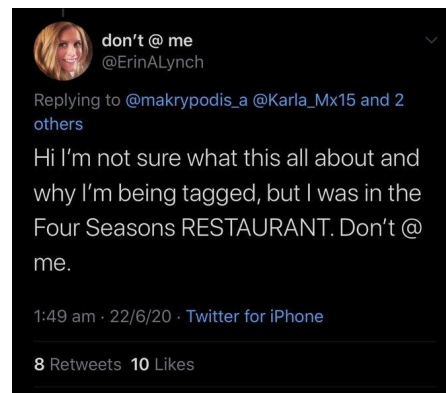 don't @ me
@ErinALynch
Replying to @makrypodis_a @Karla_Mx15 and 2
others
Hi I'm not sure what this all about and
why I'm being tagged, but I was in the
Four Seasons RESTAURANT. Don't @
me.
1:49 am · 22/6/20 · Twitter for iPhone
8 Retweets 10 Likes